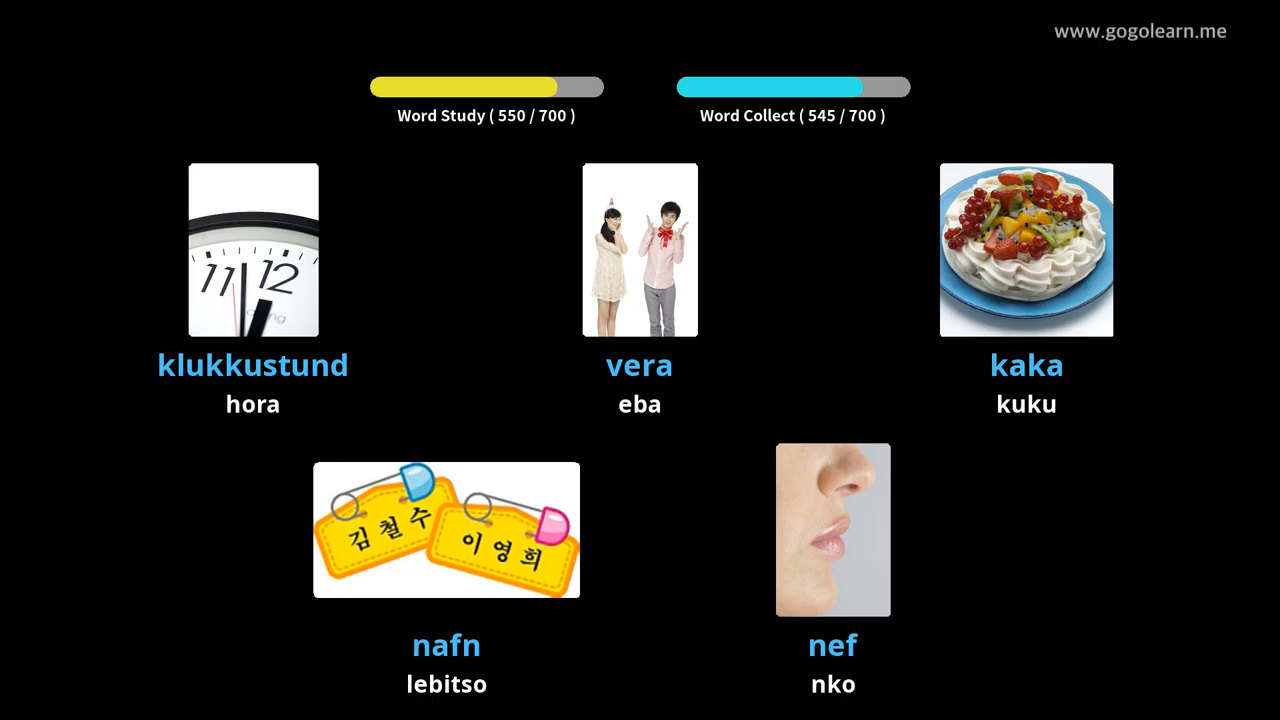 www.gogolearn.me
Word Study ( 550 / 700 )
Word Collect ( 545 / 700 )
11 12
klukkustund
hora
vera
eba
kaka
kuku
김철수
이영희
nafn
lebitso
nef
nko